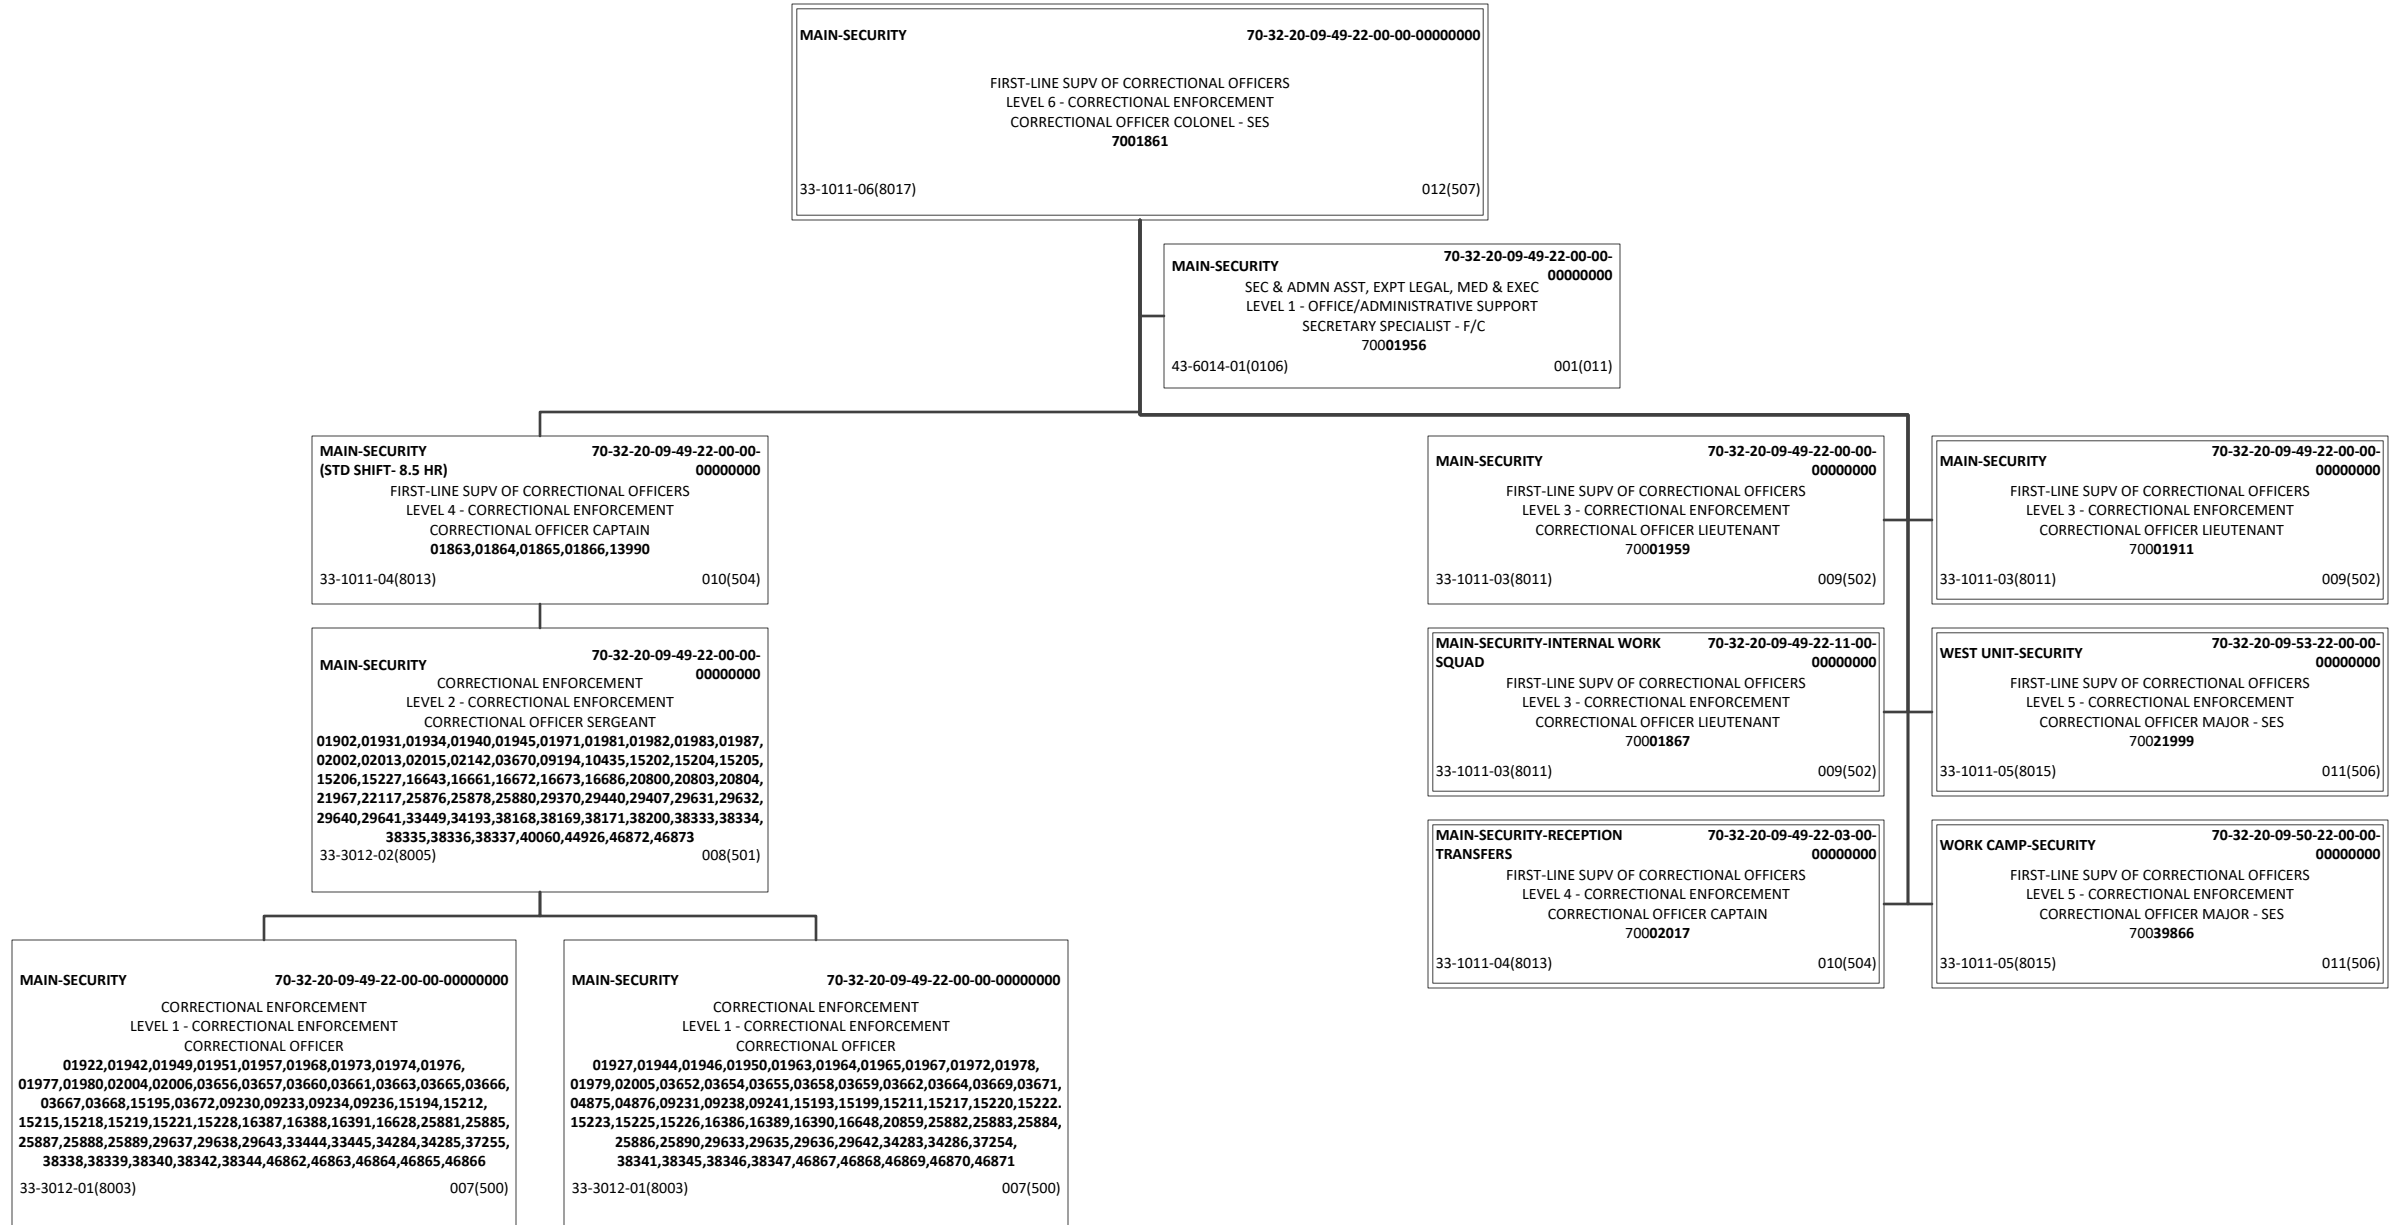 MAIN-SECURITY 70-32-20-09-49-22-00-00-00000000
FIRST-LINE SUPV OF CORRECTIONAL OFFICERS
LEVEL 6 - CORRECTIONAL ENFORCEMENT
CORRECTIONAL OFFICER COLONEL - SES
7001861
33-1011-06(8017) 012(507)
MAIN-SECURITY 70-32-20-09-49-22-00-00-
00000000
SEC & ADMN ASST, EXPT LEGAL, MED & EXEC
LEVEL 1 - OFFICE/ADMINISTRATIVE SUPPORT
SECRETARY SPECIALIST - F/C
70001956
43-6014-01(0106) 001(011)
MAIN-SECURITY 70-32-20-09-49-22-00-00-
(STD SHIFT- 8.5 HR) 00000000
FIRST-LINE SUPV OF CORRECTIONAL OFFICERS
LEVEL 4 - CORRECTIONAL ENFORCEMENT
CORRECTIONAL OFFICER CAPTAIN
01863,01864,01865,01866,13990
33-1011-04(8013) 010(504)
MAIN-SECURITY 70-32-20-09-49-22-00-00-
00000000
CORRECTIONAL ENFORCEMENT
LEVEL 2 - CORRECTIONAL ENFORCEMENT
CORRECTIONAL OFFICER SERGEANT
01902,01931,01934,01940,01945,01971,01981,01982,01983,01987,
02002,02013,02015,02142,03670,09194,10435,15202,15204,15205,
15206,15227,16643,16661,16672,16673,16686,20800,20803,20804,
21967,22117,25876,25878,25880,29370,29440,29407,29631,29632,
29640,29641,33449,34193,38168,38169,38171,38200,38333,38334,
38335,38336,38337,40060,44926,46872,46873
33-3012-02(8005) 008(501)
MAIN-SECURITY 70-32-20-09-49-22-00-00-00000000
CORRECTIONAL ENFORCEMENT
LEVEL 1 - CORRECTIONAL ENFORCEMENT
CORRECTIONAL OFFICER
01922,01942,01949,01951,01957,01968,01973,01974,01976,
01977,01980,02004,02006,03656,03657,03660,03661,03663,03665,03666,
03667,03668,15195,03672,09230,09233,09234,09236,15194,15212,
15215,15218,15219,15221,15228,16387,16388,16391,16628,25881,25885,
25887,25888,25889,29637,29638,29643,33444,33445,34284,34285,37255,
38338,38339,38340,38342,38344,46862,46863,46864,46865,46866
33-3012-01(8003) 007(500)
MAIN-SECURITY 70-32-20-09-49-22-00-00-00000000
CORRECTIONAL ENFORCEMENT
LEVEL 1 - CORRECTIONAL ENFORCEMENT
CORRECTIONAL OFFICER
01927,01944,01946,01950,01963,01964,01965,01967,01972,01978,
01979,02005,03652,03654,03655,03658,03659,03662,03664,03669,03671,
04875,04876,09231,09238,09241,15193,15199,15211,15217,15220,15222.
15223,15225,15226,16386,16389,16390,16648,20859,25882,25883,25884,
25886,25890,29633,29635,29636,29642,34283,34286,37254,
38341,38345,38346,38347,46867,46868,46869,46870,46871
33-3012-01(8003) 007(500)
MAIN-SECURITY 70-32-20-09-49-22-00-00-
00000000
FIRST-LINE SUPV OF CORRECTIONAL OFFICERS
LEVEL 3 - CORRECTIONAL ENFORCEMENT
CORRECTIONAL OFFICER LIEUTENANT
70001959
33-1011-03(8011) 009(502)
MAIN-SECURITY 70-32-20-09-49-22-00-00-
00000000
FIRST-LINE SUPV OF CORRECTIONAL OFFICERS
LEVEL 3 - CORRECTIONAL ENFORCEMENT
CORRECTIONAL OFFICER LIEUTENANT
70001911
33-1011-03(8011) 009(502)
MAIN-SECURITY-INTERNAL WORK 70-32-20-09-49-22-11-00-
SQUAD 00000000
FIRST-LINE SUPV OF CORRECTIONAL OFFICERS
LEVEL 3 - CORRECTIONAL ENFORCEMENT
CORRECTIONAL OFFICER LIEUTENANT
70001867
33-1011-03(8011) 009(502)
WEST UNIT-SECURITY 70-32-20-09-53-22-00-00-
00000000
FIRST-LINE SUPV OF CORRECTIONAL OFFICERS
LEVEL 5 - CORRECTIONAL ENFORCEMENT
CORRECTIONAL OFFICER MAJOR - SES
70021999
33-1011-05(8015) 011(506)
MAIN-SECURITY-RECEPTION 70-32-20-09-49-22-03-00-
TRANSFERS 00000000
FIRST-LINE SUPV OF CORRECTIONAL OFFICERS
LEVEL 4 - CORRECTIONAL ENFORCEMENT
CORRECTIONAL OFFICER CAPTAIN
70002017
33-1011-04(8013) 010(504)
WORK CAMP-SECURITY 70-32-20-09-50-22-00-00-
00000000
FIRST-LINE SUPV OF CORRECTIONAL OFFICERS
LEVEL 5 - CORRECTIONAL ENFORCEMENT
CORRECTIONAL OFFICER MAJOR - SES
70039866
33-1011-05(8015) 011(506)